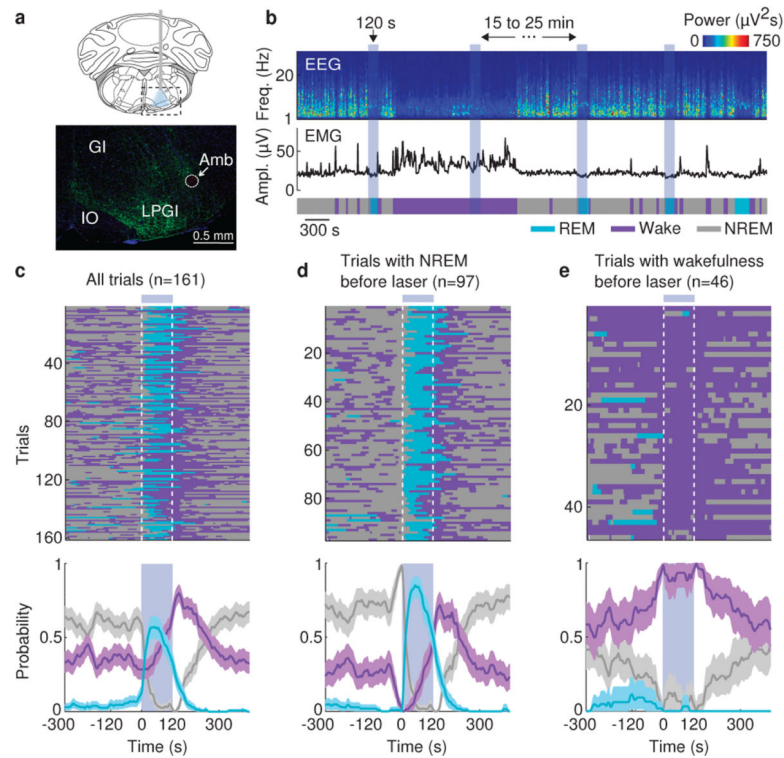 a
GI
Amb
IO
LPGI
0.5 mm
b
120 s
15 to 25 min
...
Power (µV²s)
0 750
EEG
Freq. (Hz)
20
1
EMG
Ampl. (µV)
50
0
300 s
REM Wake NREM
c
All trials (n=161)
Trials
40
80
120
160
Probability
1
0.5
0
-300 -120 0 120 300
Time (s)
d
Trials with NREM
before laser (n=97)
20
40
60
80
1
0.5
0
-300 -120 0 120 300
Time (s)
e
Trials with wakefulness
before laser (n=46)
20
40
1
0.5
0
-300 -120 0 120 300
Time (s)